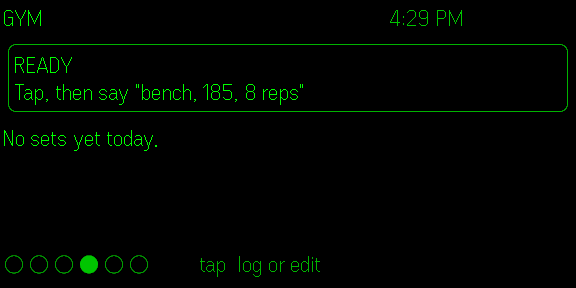 GYM 4:29 PM
READY
Tap, then say "bench, 185, 8 reps"
No sets yet today.
tap log or edit